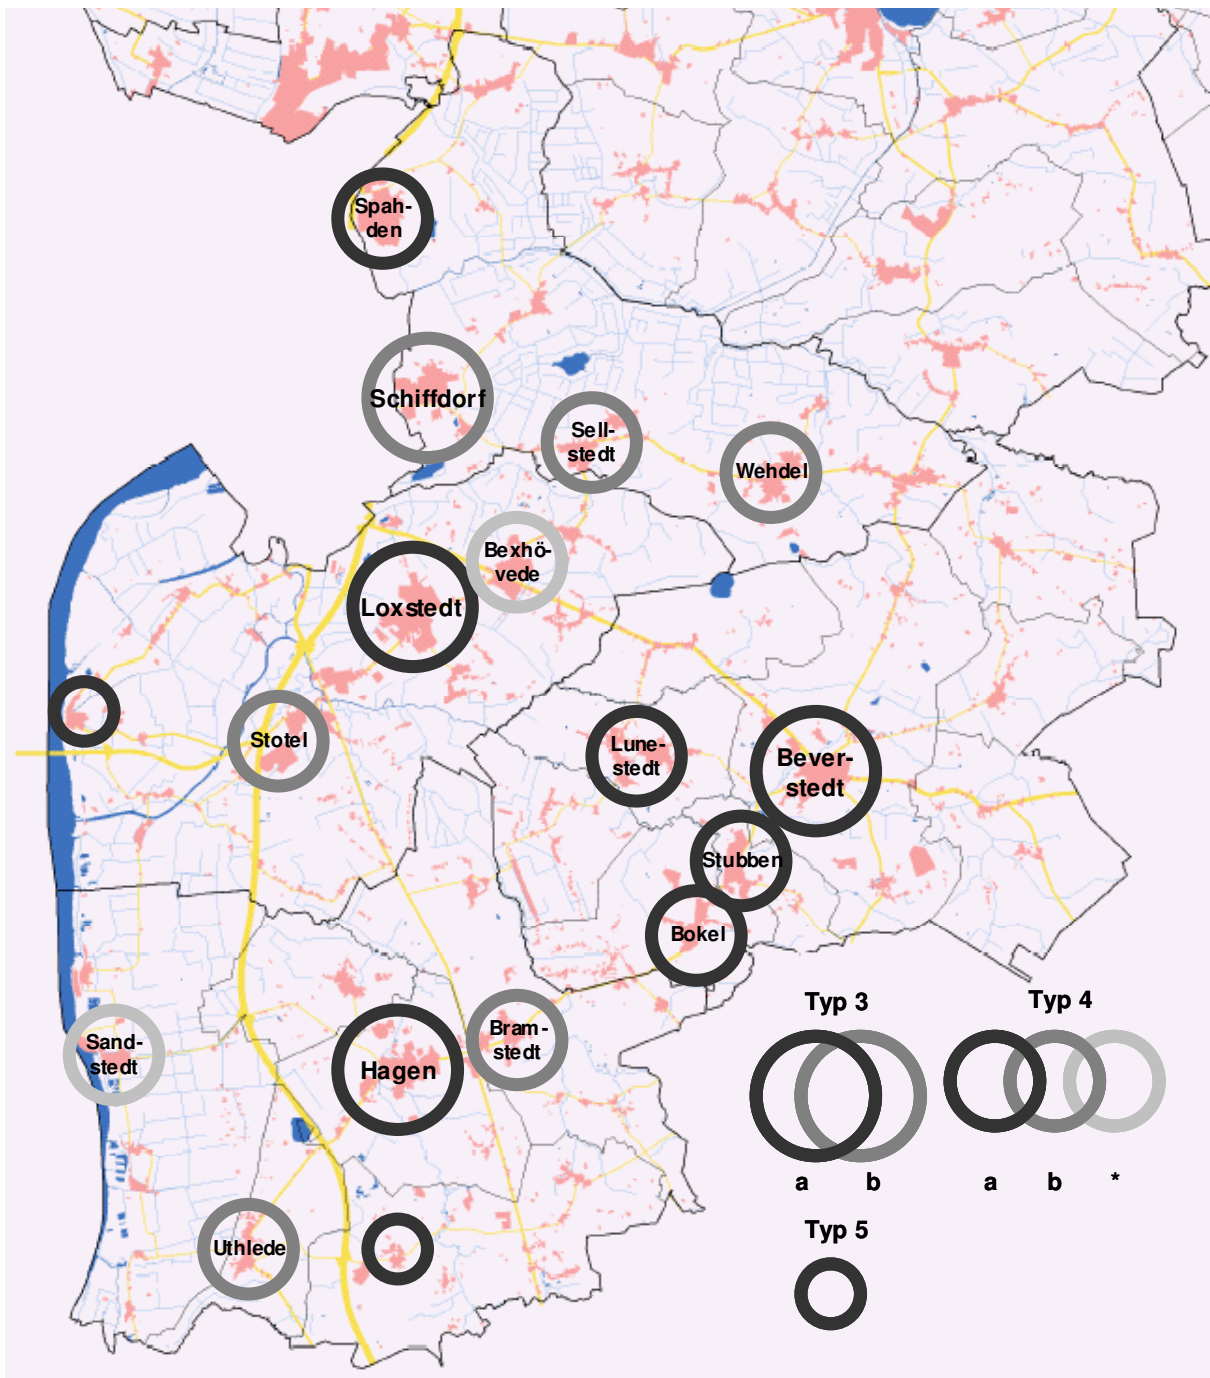 Spah-
den
Schiffdorf
Sell-
stedt
Wehdel
Bexhö-
vede
Loxstedt
Stotel
Lune-
stedt
Bever-
stedt
Stubben
Bokel
Typ 3
Typ 4
Sand-
stedt
Hagen
Bram-
stedt
a
b
a
b
*
Typ 5
Uthlede